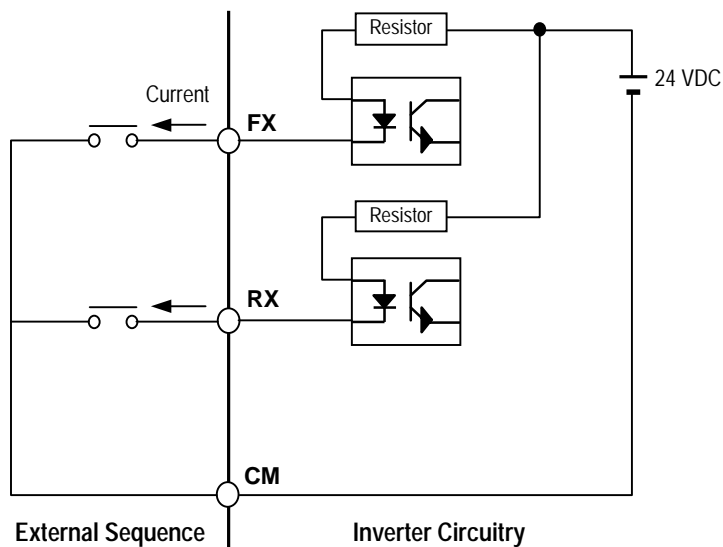 Resistor
24 VDC
Current
FX
Resistor
RX
CM
External Sequence
Inverter Circuitry